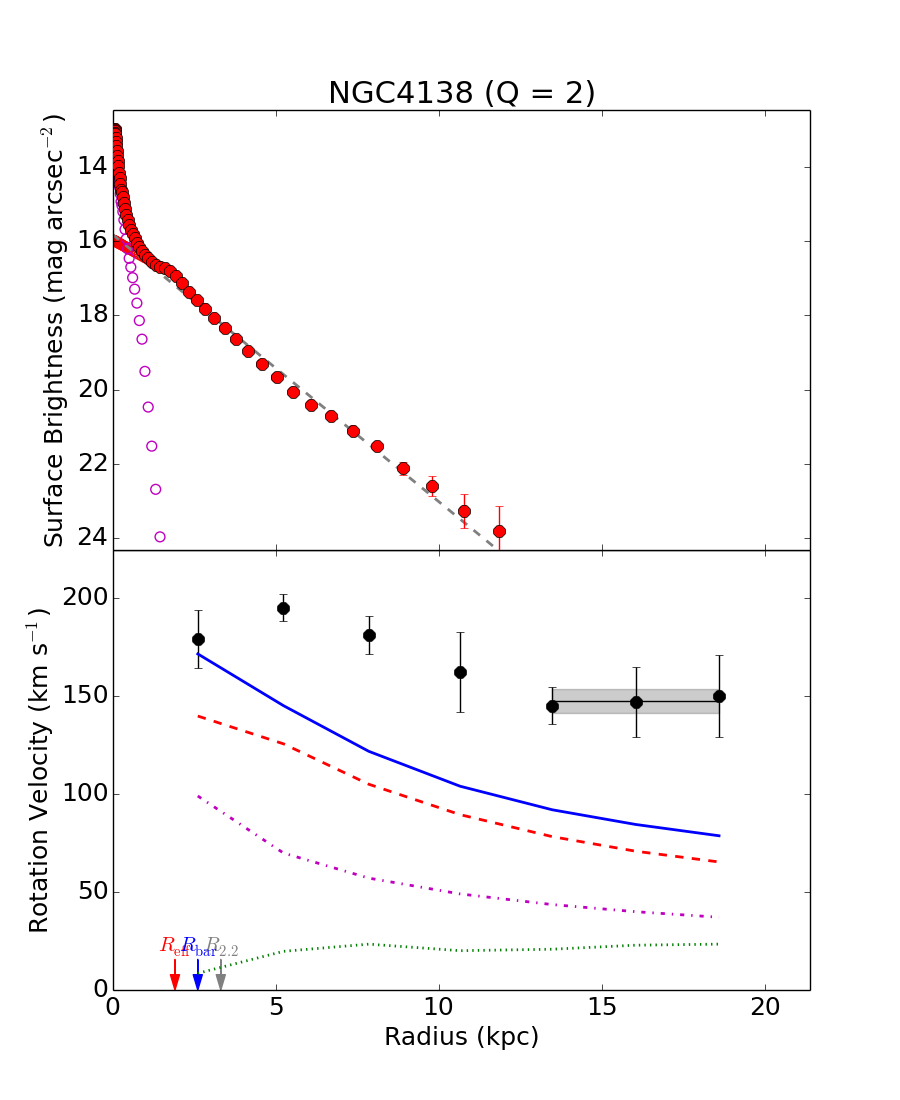 NGC4138 (Q = 2)
Surface Brightness (mag arcsec⁻²)
14
16
18
20
22
24
Rotation Velocity (km s⁻¹)
200
150
100
50
0
R_eff R_bar R_2.2
0 5 10 15 20
Radius (kpc)